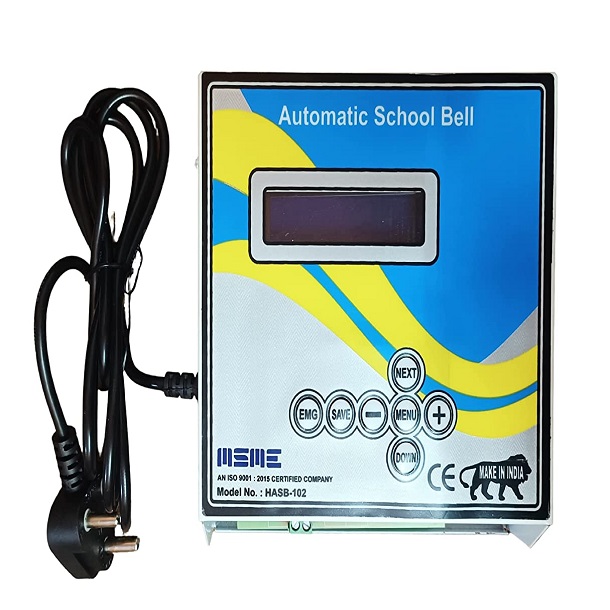 Automatic School Bell
NEXT
EMG SAVE − MENU +
DOWN
MSME
AN ISO 9001 : 2015 CERTIFIED COMPANY
Model No. : HASB-102
CE
MAKE IN INDIA